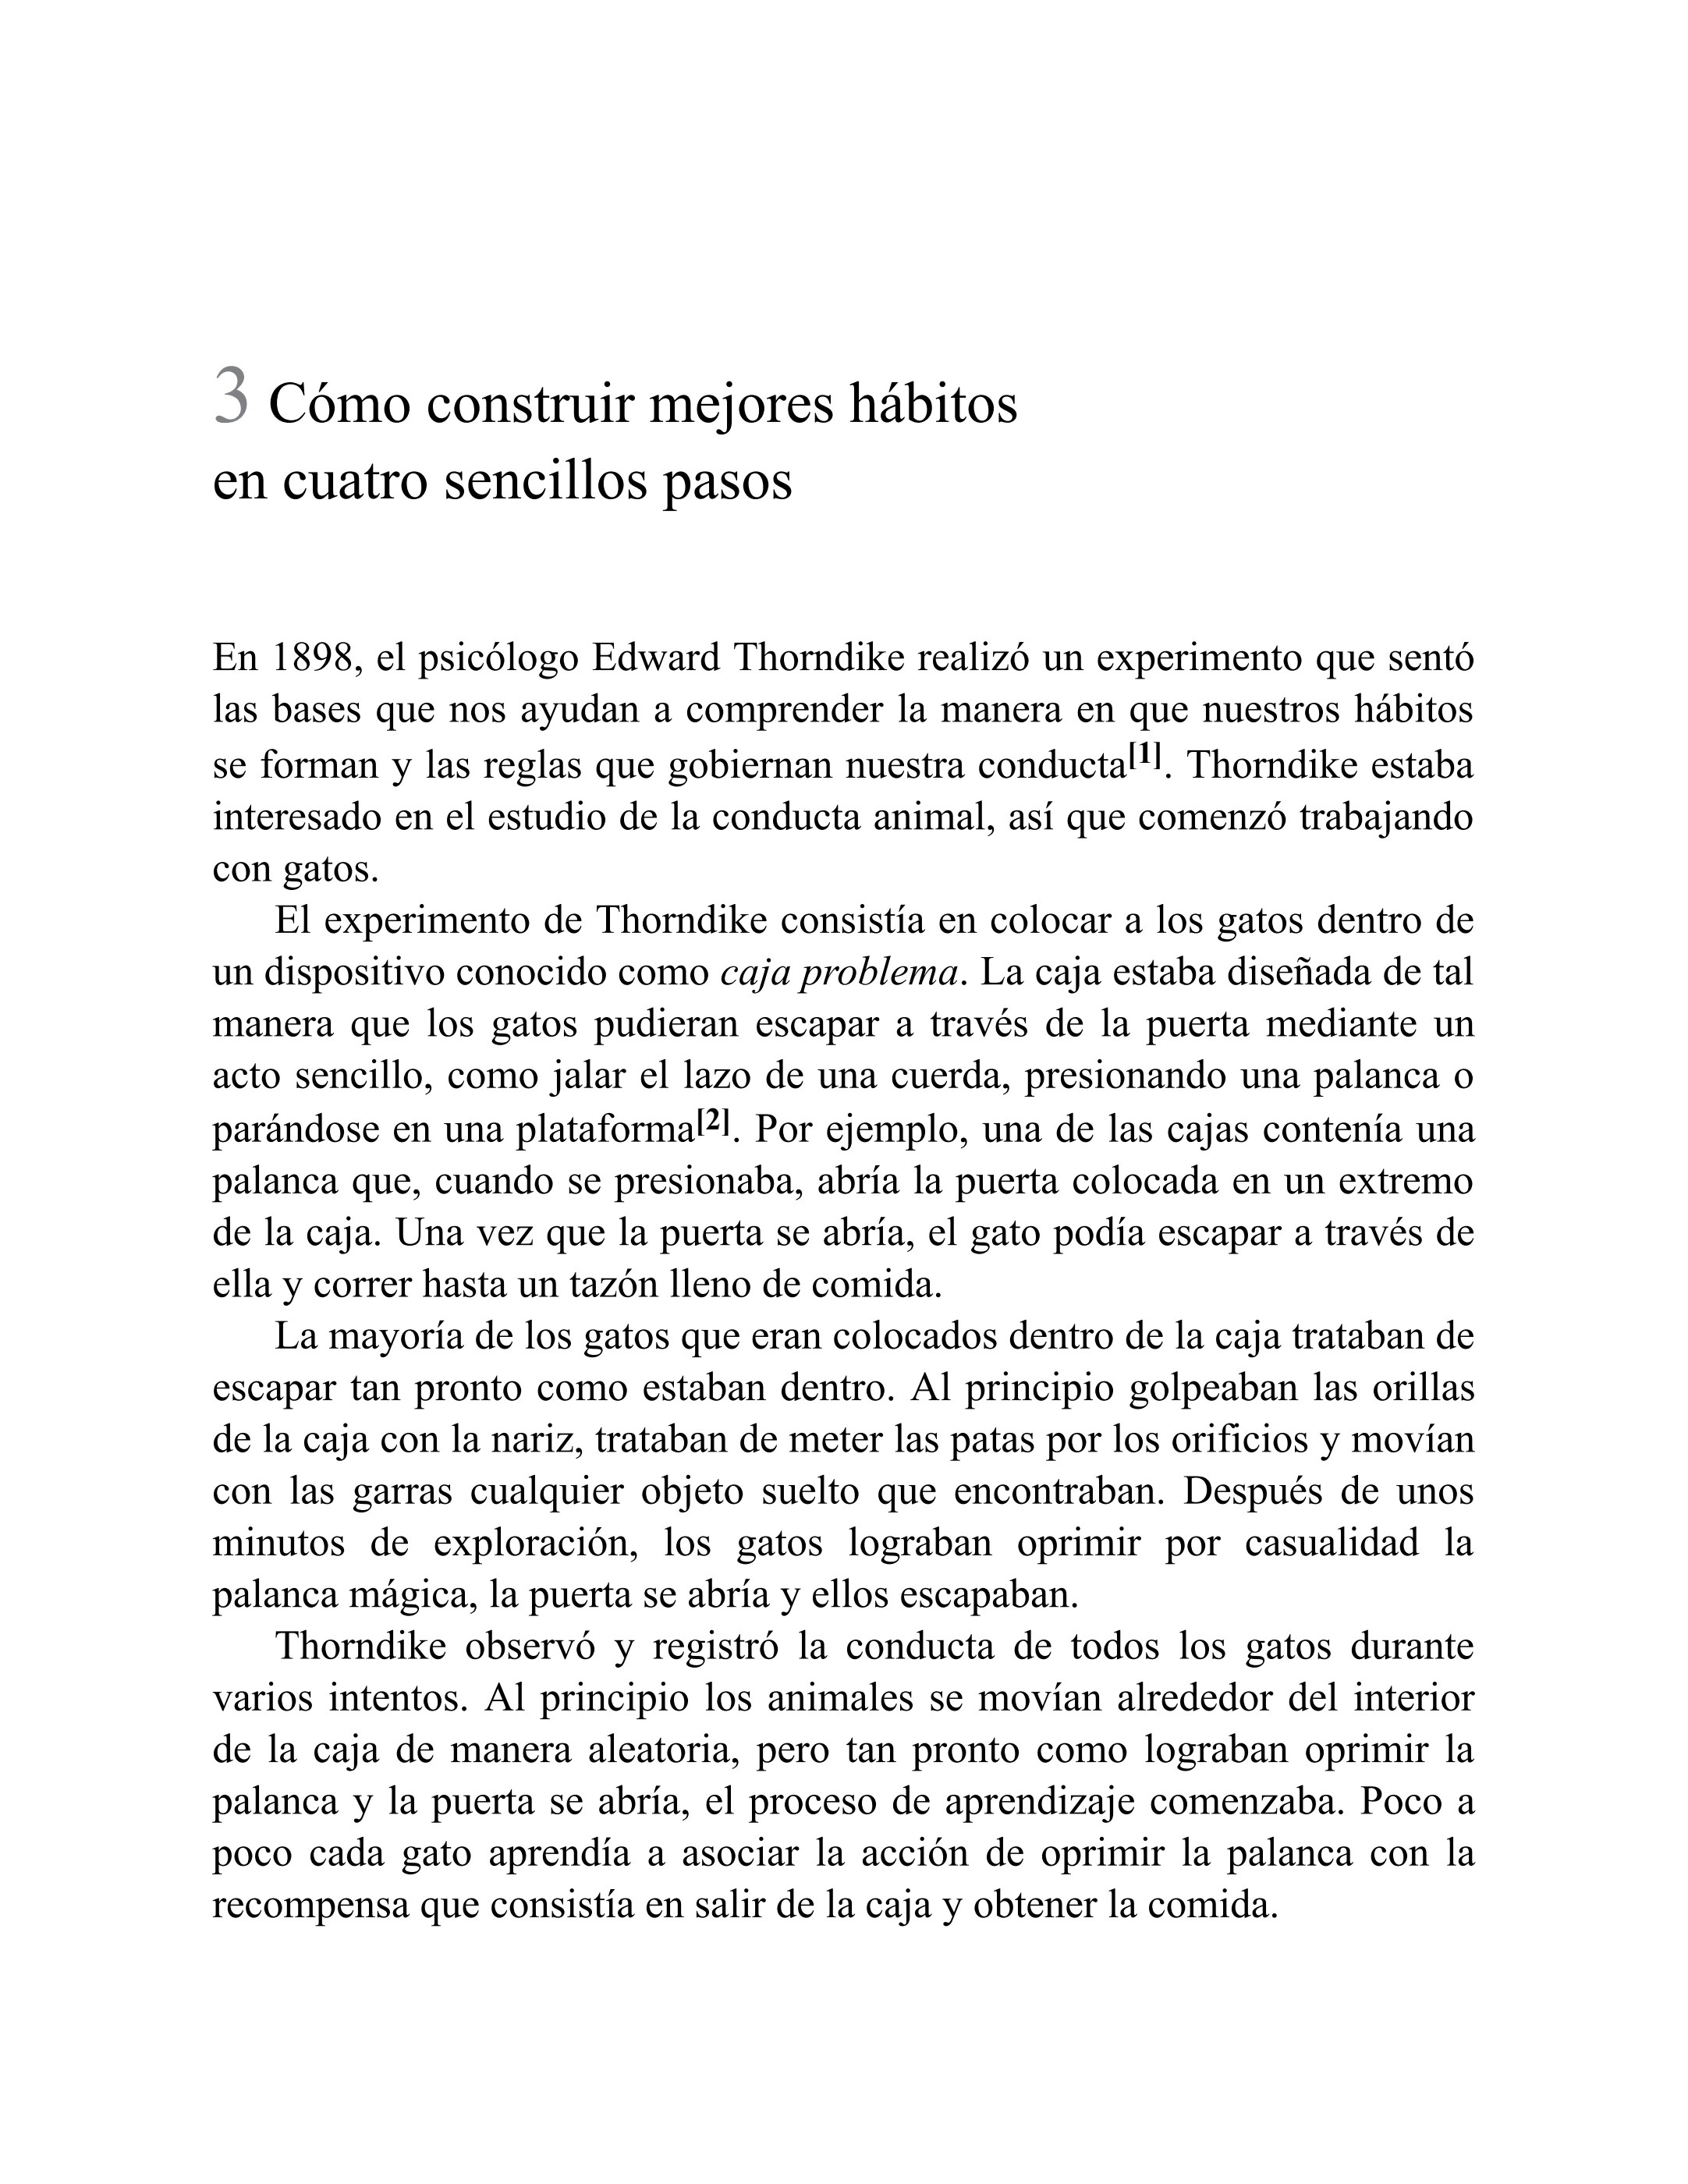 3 Cómo construir mejores hábitos
en cuatro sencillos pasos
En 1898, el psicólogo Edward Thorndike realizó un experimento que sentó
las bases que nos ayudan a comprender la manera en que nuestros hábitos
se forman y las reglas que gobiernan nuestra conducta[1]. Thorndike estaba
interesado en el estudio de la conducta animal, así que comenzó trabajando
con gatos.
El experimento de Thorndike consistía en colocar a los gatos dentro de
un dispositivo conocido como caja problema. La caja estaba diseñada de tal
manera que los gatos pudieran escapar a través de la puerta mediante un
acto sencillo, como jalar el lazo de una cuerda, presionando una palanca o
parándose en una plataforma[2]. Por ejemplo, una de las cajas contenía una
palanca que, cuando se presionaba, abría la puerta colocada en un extremo
de la caja. Una vez que la puerta se abría, el gato podía escapar a través de
ella y correr hasta un tazón lleno de comida.
La mayoría de los gatos que eran colocados dentro de la caja trataban de
escapar tan pronto como estaban dentro. Al principio golpeaban las orillas
de la caja con la nariz, trataban de meter las patas por los orificios y movían
con las garras cualquier objeto suelto que encontraban. Después de unos
minutos de exploración, los gatos lograban oprimir por casualidad la
palanca mágica, la puerta se abría y ellos escapaban.
Thorndike observó y registró la conducta de todos los gatos durante
varios intentos. Al principio los animales se movían alrededor del interior
de la caja de manera aleatoria, pero tan pronto como lograban oprimir la
palanca y la puerta se abría, el proceso de aprendizaje comenzaba. Poco a
poco cada gato aprendía a asociar la acción de oprimir la palanca con la
recompensa que consistía en salir de la caja y obtener la comida.